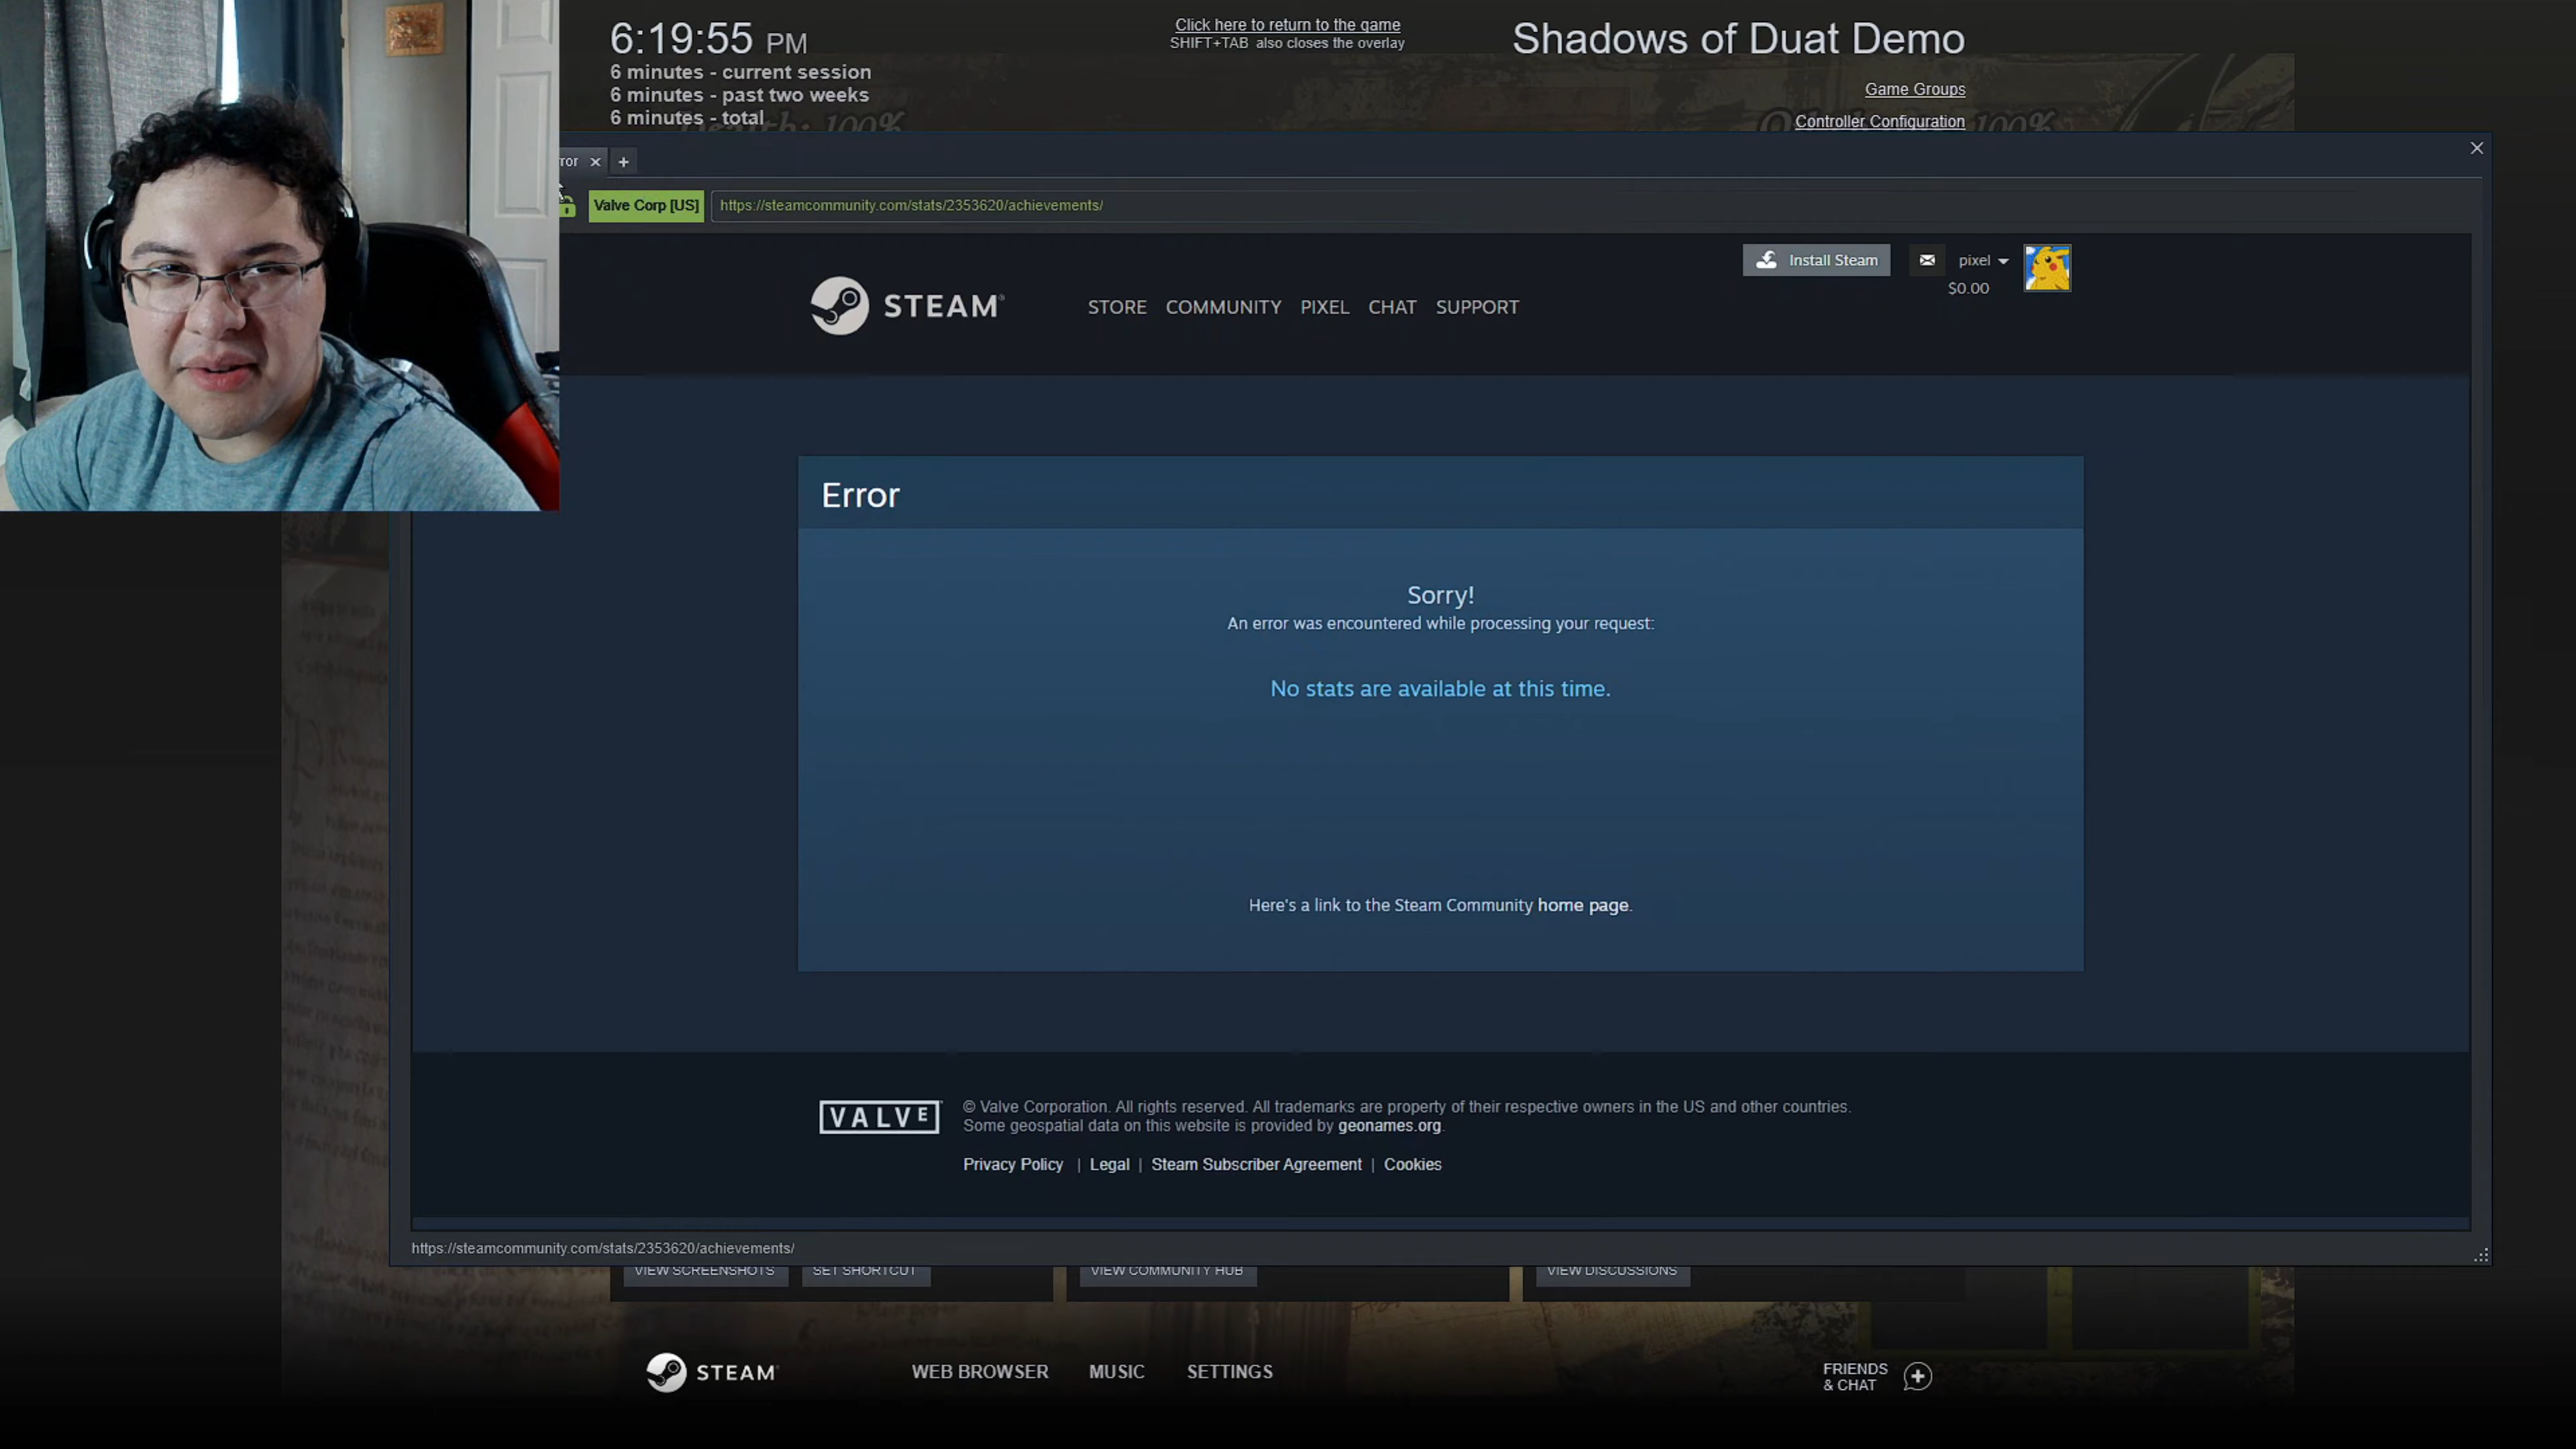 6:19:55 PM
6 minutes - current session
6 minutes - past two weeks
6 minutes - total
Click here to return to the game
SHIFT+TAB also closes the overlay
Shadows of Duat Demo
Game Groups
Controller Configuration
100%
100%
ror × +
Valve Corp [US]
https://steamcommunity.com/stats/2353620/achievements/
Install Steam
pixel
$0.00
STEAM
STORE COMMUNITY PIXEL CHAT SUPPORT
Error
Sorry!
An error was encountered while processing your request:
No stats are available at this time.
Here's a link to the Steam Community home page.
VALVE
© Valve Corporation. All rights reserved. All trademarks are property of their respective owners in the US and other countries.
Some geospatial data on this website is provided by geonames.org.
Privacy Policy | Legal | Steam Subscriber Agreement | Cookies
https://steamcommunity.com/stats/2353620/achievements/
VIEW SCREENSHOTS SET SHORTCUT VIEW COMMUNITY HUB VIEW DISCUSSIONS
STEAM
WEB BROWSER MUSIC SETTINGS
FRIENDS
& CHAT